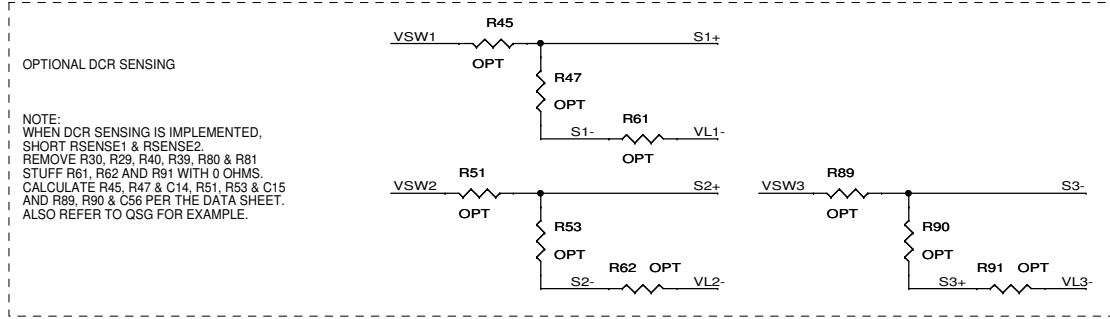 OPTIONAL DCR SENSING
NOTE:
WHEN DCR SENSING IS IMPLEMENTED,
SHORT RSENSE1 & RSENSE2.
REMOVE R30, R29, R40, R39, R80 & R81
STUFF R61, R62 AND R91 WITH 0 OHMS.
CALCULATE R45, R47 & C14, R51, R53 & C15
AND R89, R90 & C56 PER THE DATA SHEET.
ALSO REFER TO QSG FOR EXAMPLE.
R45
VSW1 S1+
OPT
R47
OPT
R61
S1- VL1-
OPT
R51
VSW2 S2+
OPT
R53
OPT
R62 OPT
S2- VL2-
R89
VSW3 S3-
OPT
R90
OPT
R91 OPT
S3+ VL3-